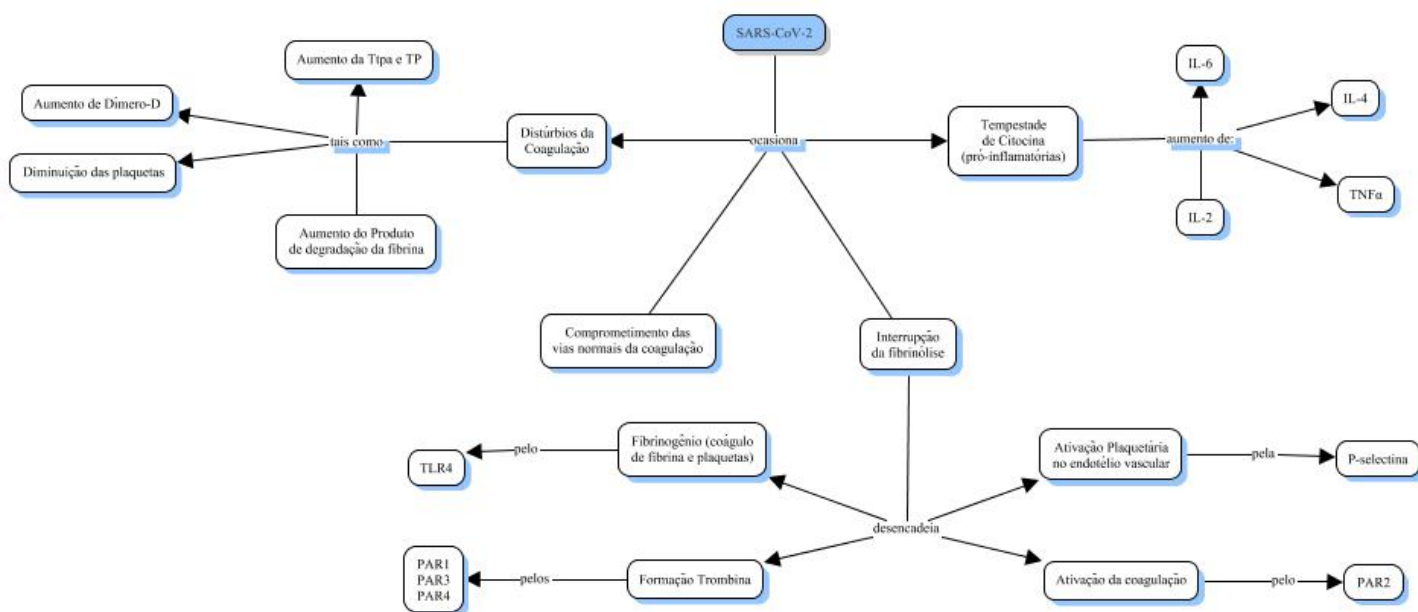 SARS-CoV-2
Aumento da Ttpa e TP
IL-6
Aumento de Dímero-D
IL-4
tais como
Distúrbios da
Coagulação
ocasiona
Tempestade
de Citocina
(pró-inflamatórias)
aumento de:
Diminuição das plaquetas
TNFα
IL-2
Aumento do Produto
de degradação da fibrina
Comprometimento das
vias normais da coagulação
Interrupção
da fibrinólise
TLR4
pelo
Fibrinogênio (coágulo
de fibrina e plaquetas)
Ativação Plaquetária
no endotélio vascular
pela
P-selectina
desencadeia
PAR1
PAR3
PAR4
pelos
Formação Trombina
Ativação da coagulação
pelo
PAR2